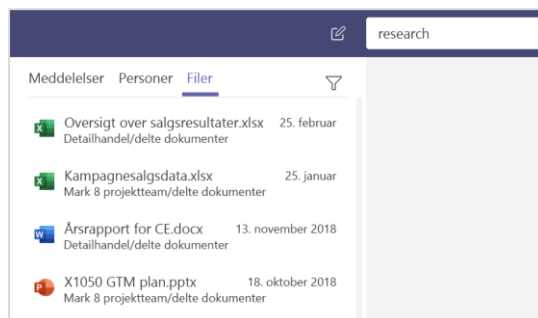 research
Meddelelser Personer Filer
Oversigt over salgsresultater.xlsx 25. februar
Detailhandel/delte dokumenter
Kampagnesalgsdata.xlsx 25. januar
Mark 8 projektteam/delte dokumenter
Årsrapport for CE.docx 13. november 2018
Detailhandel/delte dokumenter
X1050 GTM plan.pptx 18. oktober 2018
Mark 8 projektteam/delte dokumenter